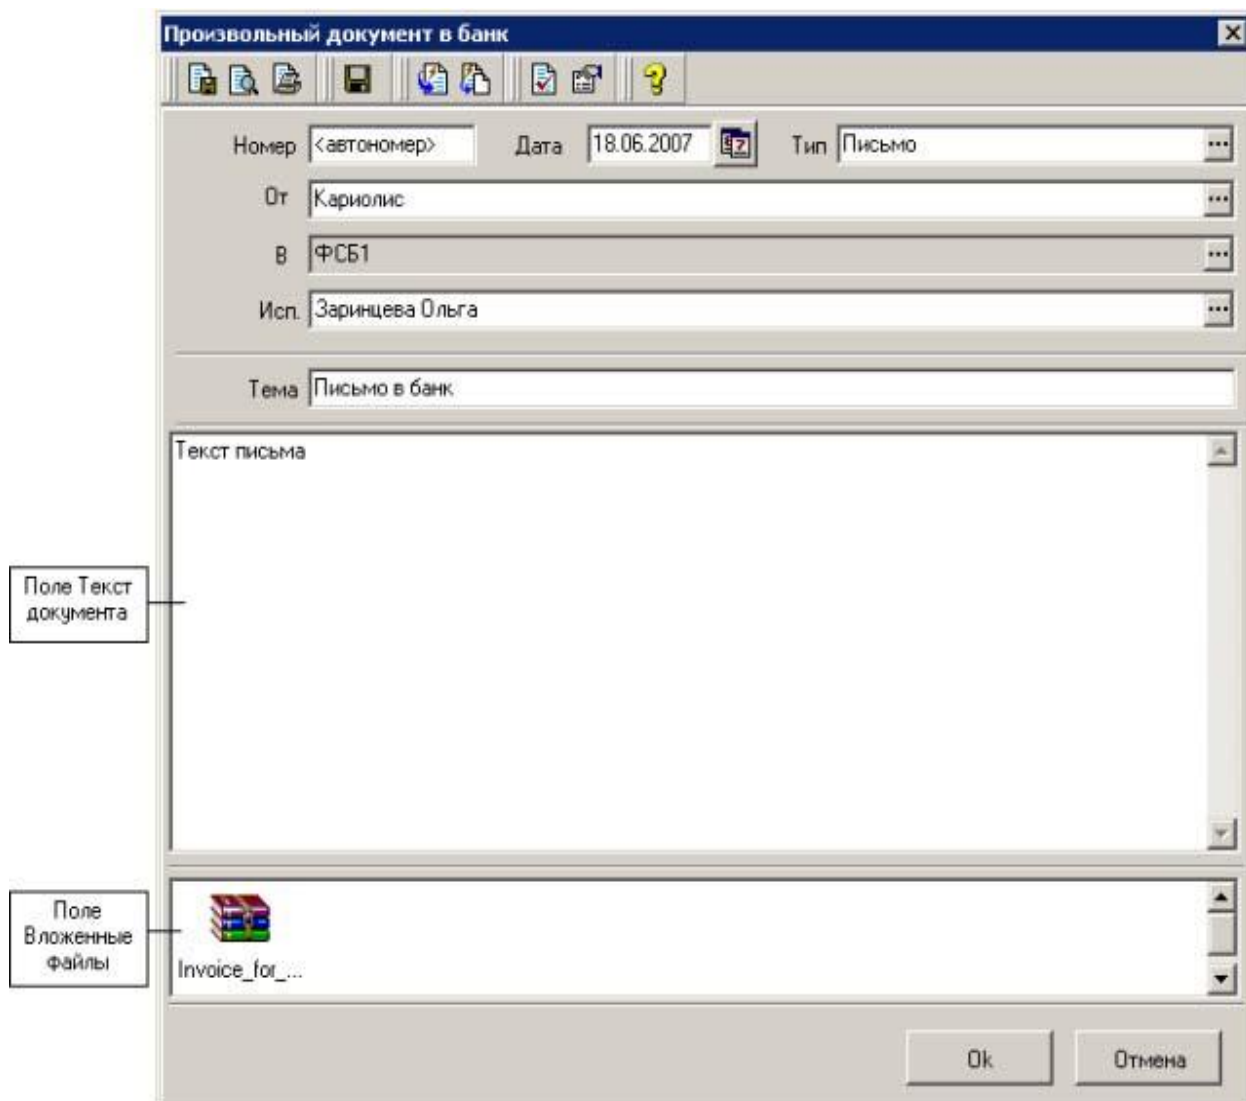 Произвольный документ в банк
Номер <автономер> Дата 18.06.2007 Тип Письмо ...
От Кариолис ...
В ФСБ1 ...
Исп. Заринцева Ольга ...
Тема Письмо в банк
Текст письма
Поле Текст
документа
Поле
Вложенные
файлы
Invoice_for_...
Ok Отмена